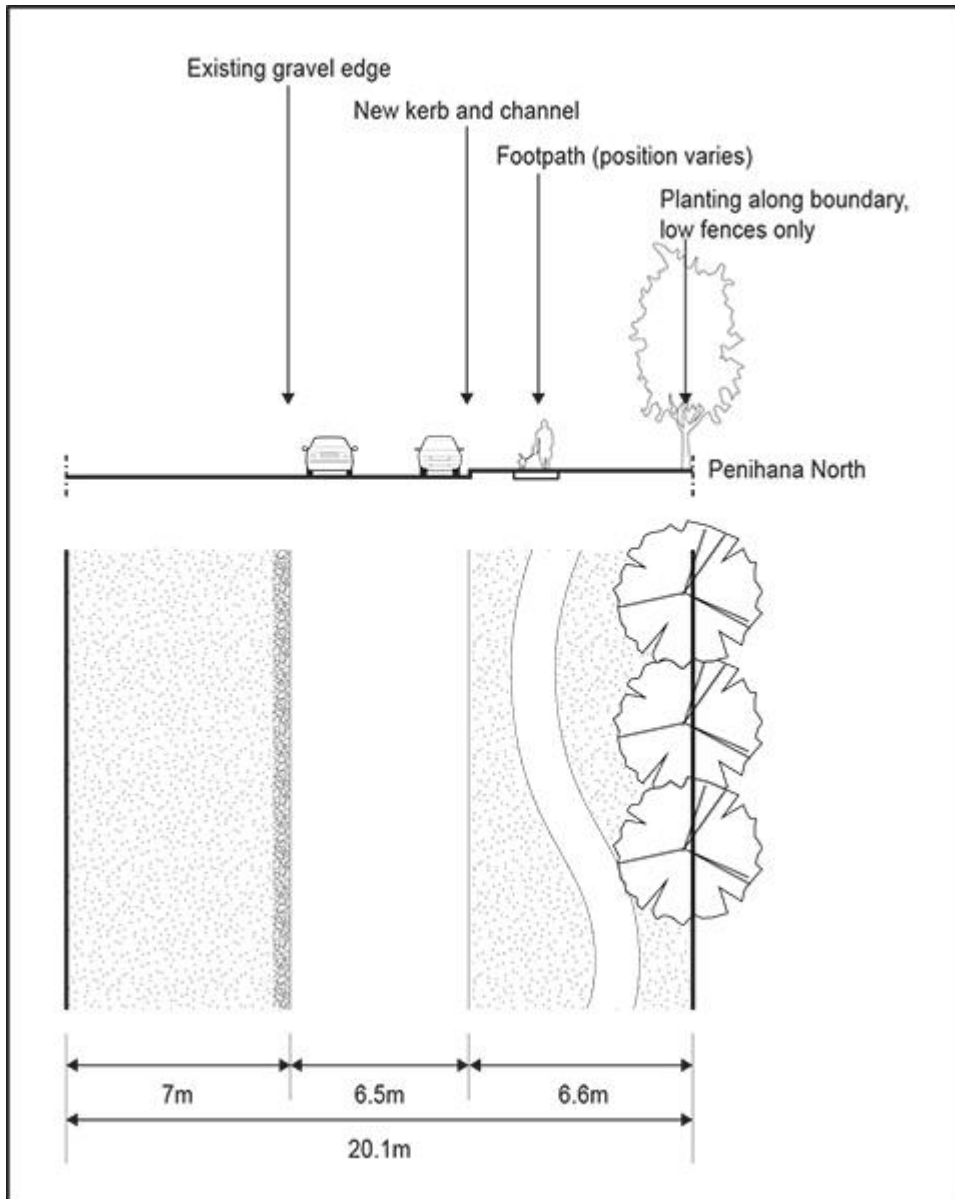 Existing gravel edge
New kerb and channel
Footpath (position varies)
Planting along boundary,
low fences only
Penihana North
7m
6.5m
6.6m
20.1m